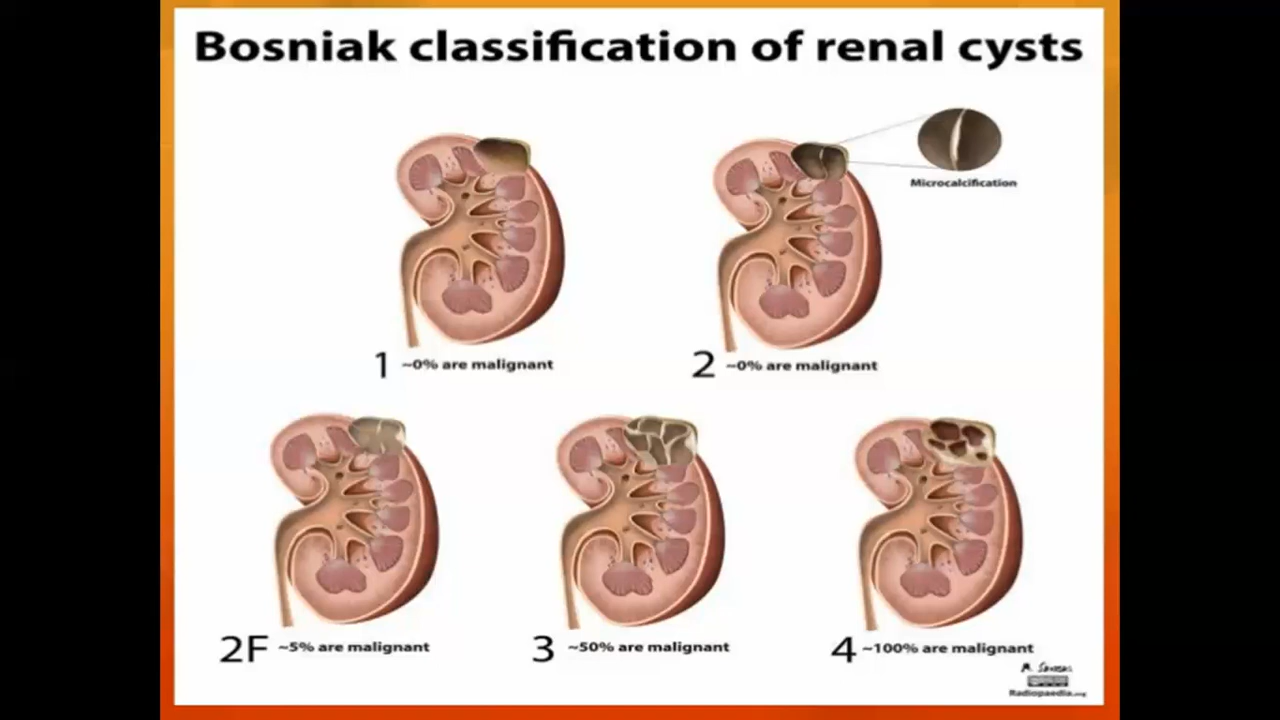 Bosniak classification of renal cysts
Microcalcification
1 ~0% are malignant
2 ~0% are malignant
2F ~5% are malignant
3 ~50% are malignant
4 ~100% are malignant
Radiopaedia.org